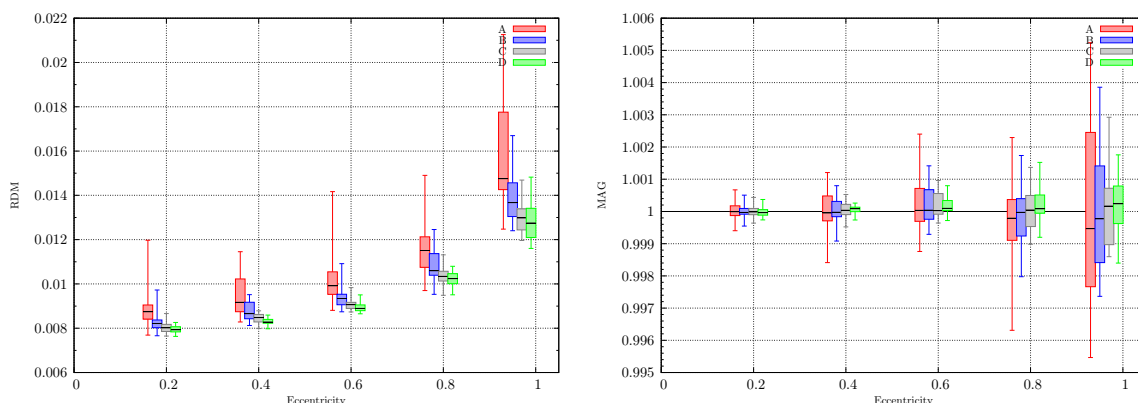 0.022
0.02
0.018
0.016
0.014
0.012
0.01
0.008
0.006
RDM
0 0.2 0.4 0.6 0.8 1
Eccentricity
A
B
C
D
1.006
1.005
1.004
1.003
1.002
1.001
1
0.999
0.998
0.997
0.996
0.995
MAG
0 0.2 0.4 0.6 0.8 1
Eccentricity
A
B
C
D